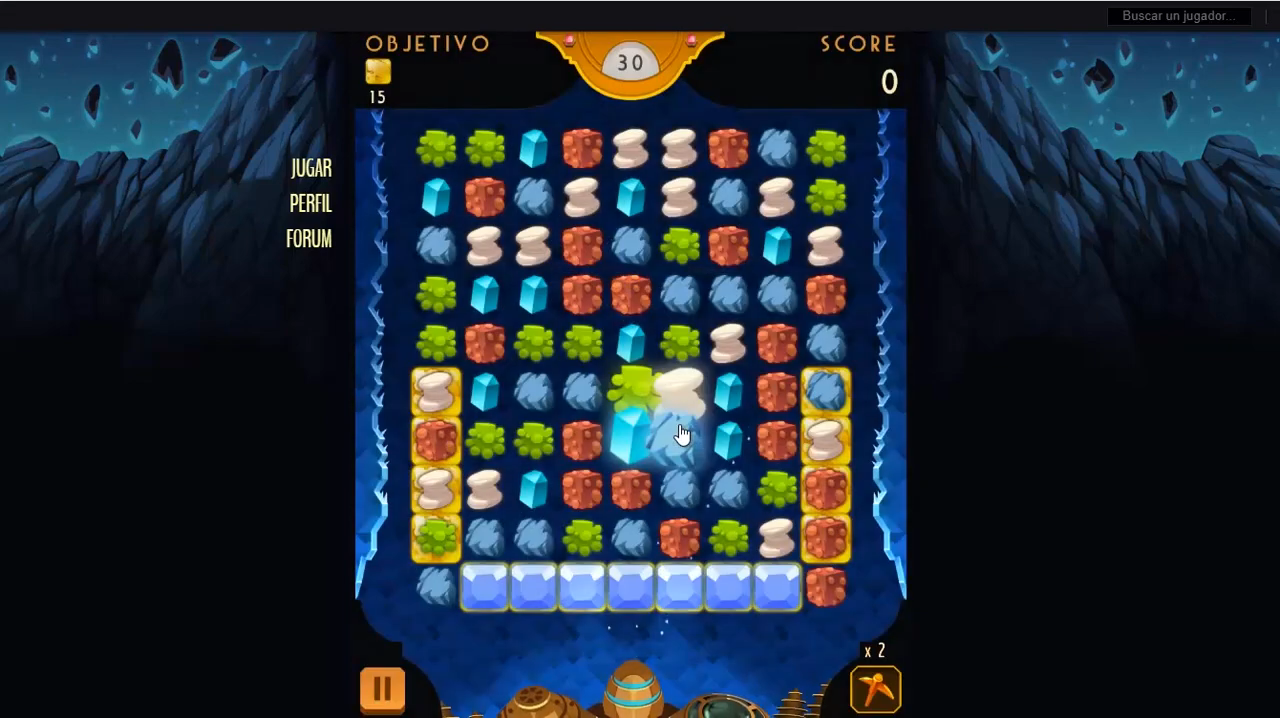 Buscar un jugador...
OBJETIVO
30
SCORE
15
0
JUGAR
PERFIL
FORUM
x 2